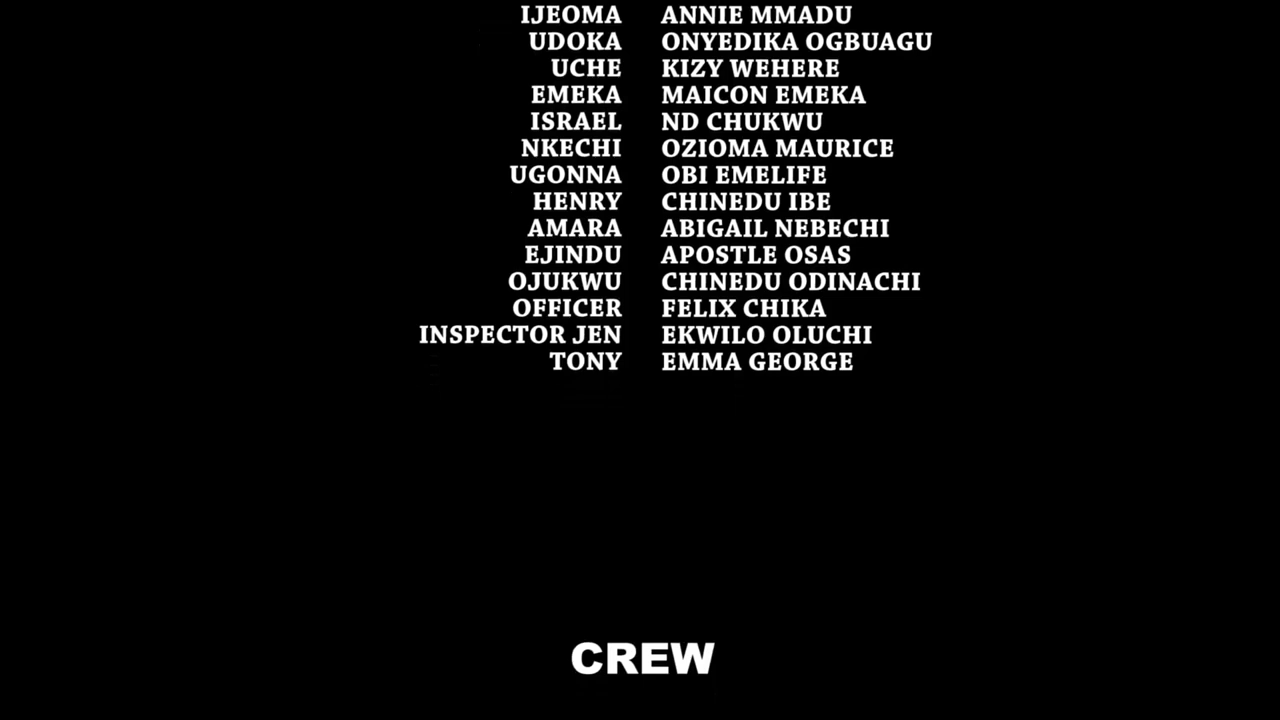 IJEOMA ANNIE MMADU
UDOKA ONYEDIKA OGBUAGU
UCHE KIZY WEHERE
EMEKA MAICON EMEKA
ISRAEL ND CHUKWU
NKECHI OZIOMA MAURICE
UGONNA OBI EMELIFE
HENRY CHINEDU IBE
AMARA ABIGAIL NEBECHI
EJINDU APOSTLE OSAS
OJUKWU CHINEDU ODINACHI
OFFICER FELIX CHIKA
INSPECTOR JEN EKWILO OLUCHI
TONY EMMA GEORGE
CREW